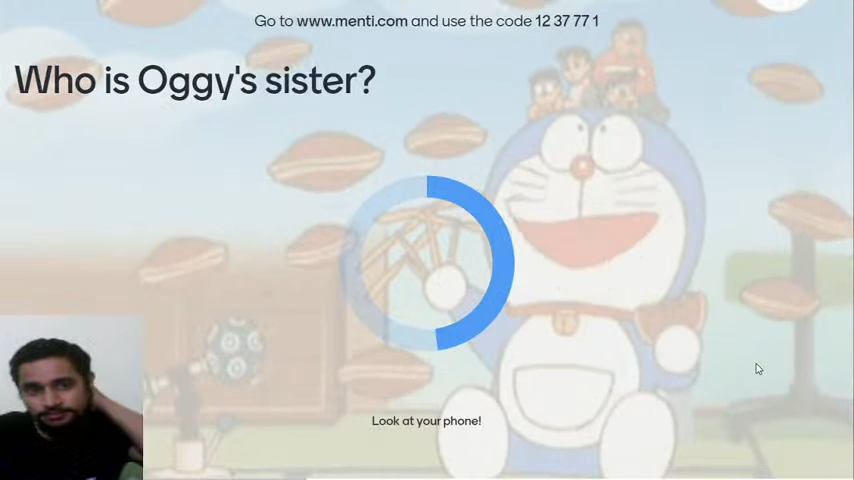 Go to www.menti.com and use the code 12 37 77 1
Who is Oggy's sister?
Look at your phone!